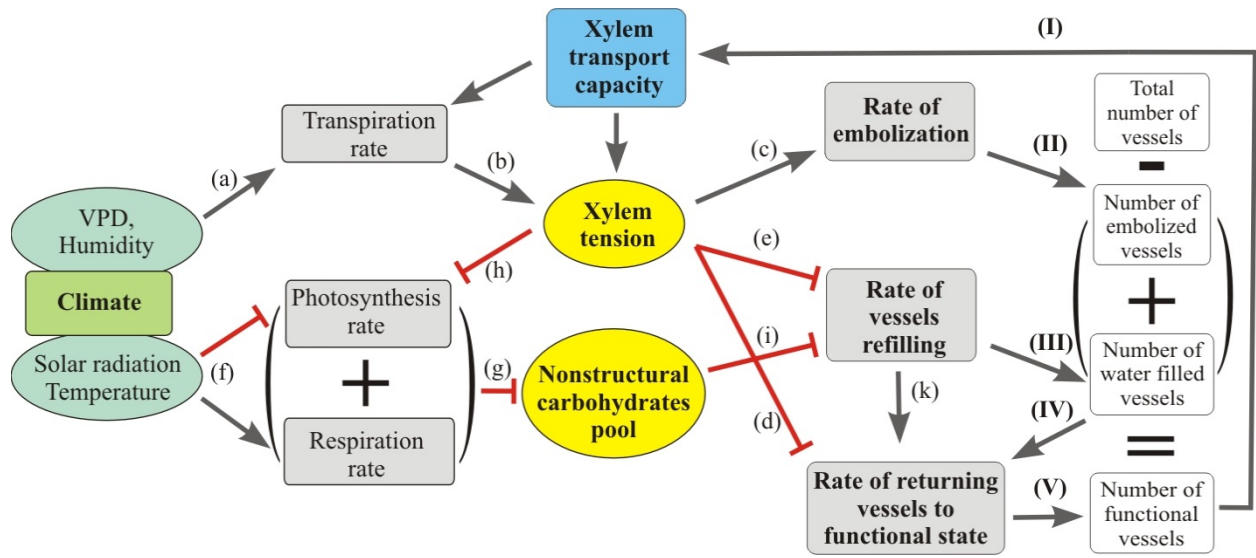 Xylem
transport
capacity
(I)
Transpiration
rate
Rate of
embolization
Total
number of
vessels
(a)
(b)
(c)
(II)
-
VPD,
Humidity
Xylem
tension
Number of
embolized
vessels
(h)
(e)
+
Climate
Photosynthesis
rate
Rate of
vessels
refilling
Solar radiation
Temperature
(f)
+
(g)
Nonstructural
carbohydrates
pool
(i)
(III)
Number of
water filled
vessels
(k)
(d)
(IV)
Respiration
rate
=
Rate of returning
vessels to
functional state
(V)
Number of
functional
vessels